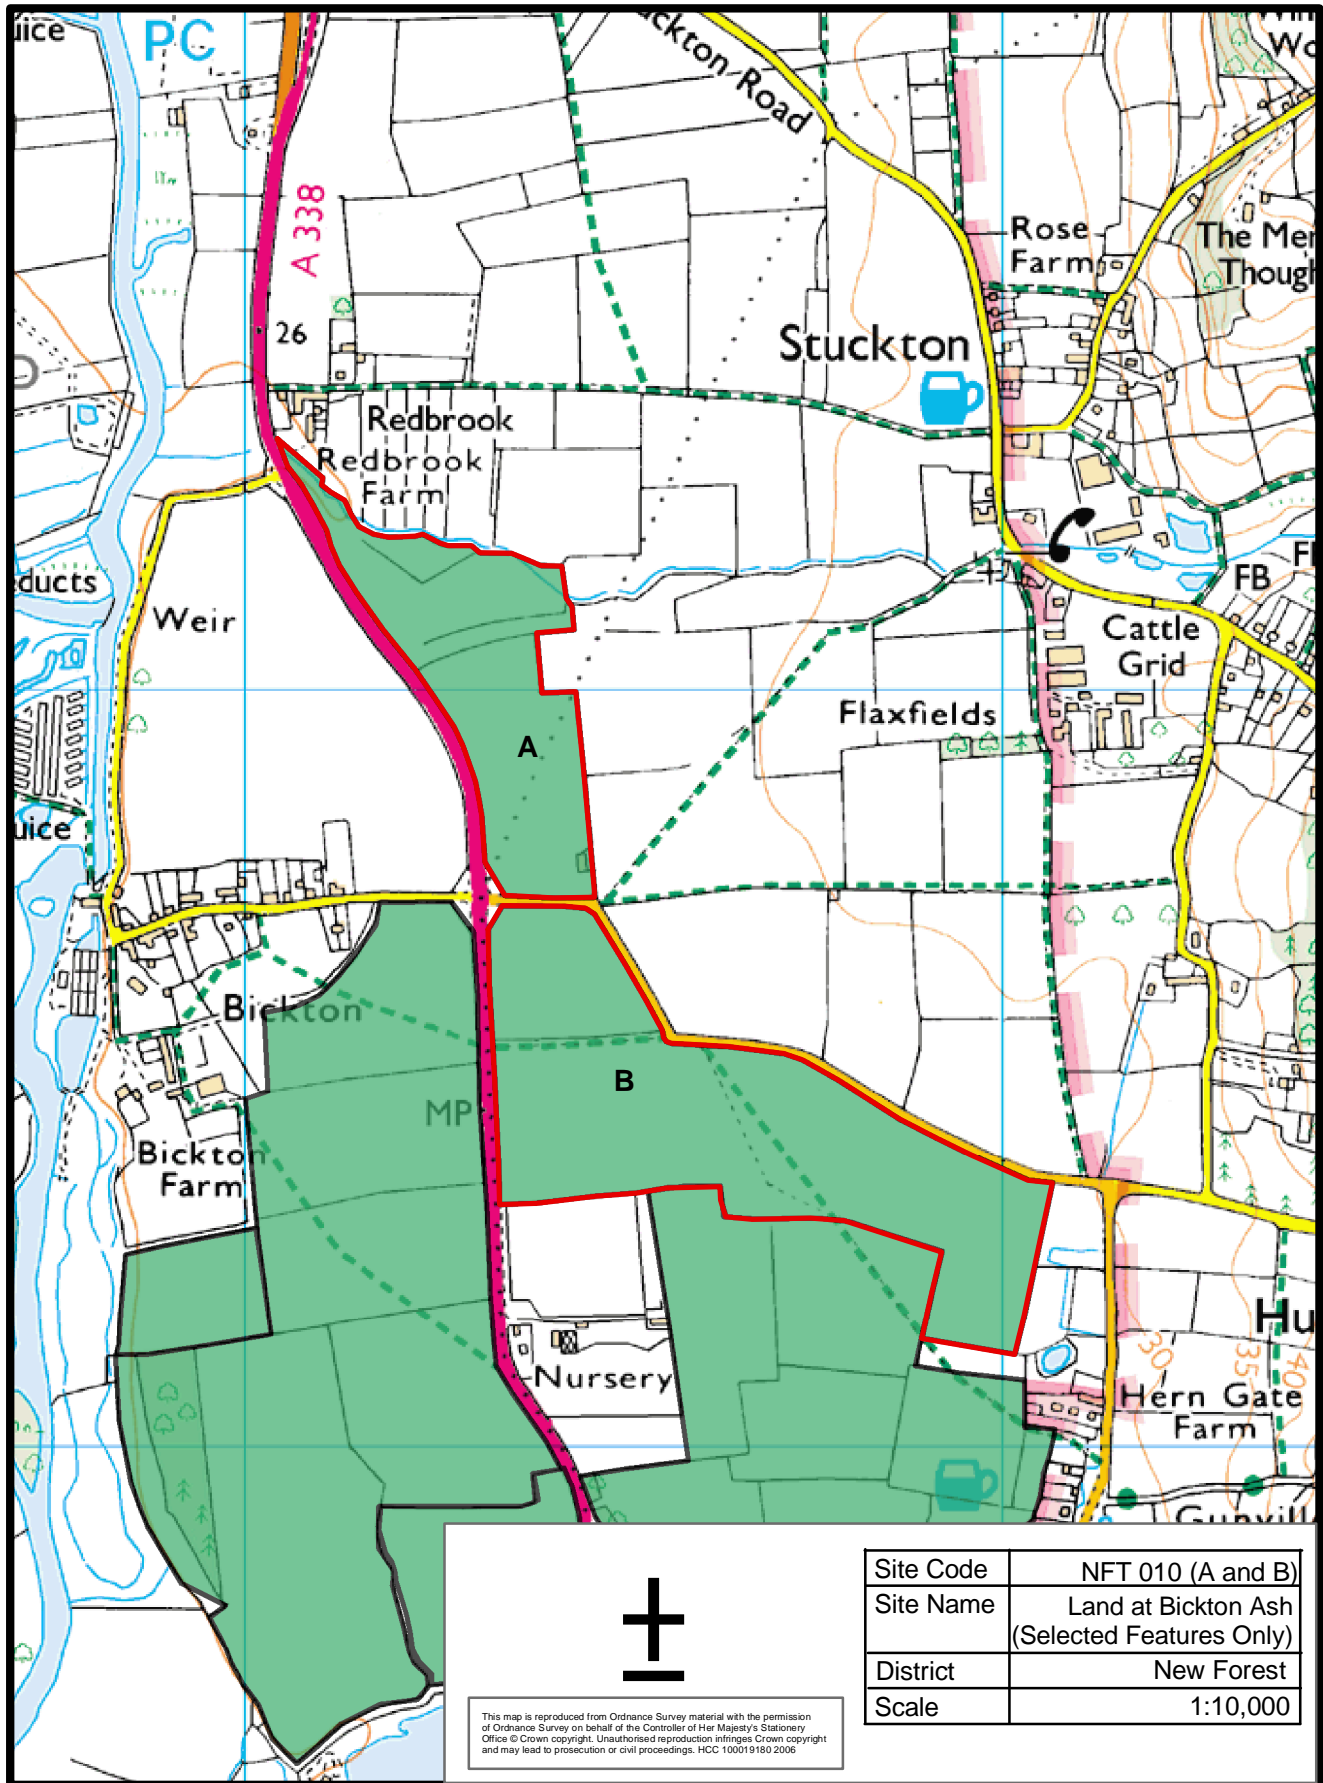 uice
PC
uckton Road
A 338
Rose
Farm
The Mer
Though
26
Stuckton
Redbrook
Redbrook
Farm
ducts
Weir
FB
Cattle
Grid
Flaxfields
A
uice
Bickton
B
MP
Bickton
Farm
Nursery
Hu
30
35
40
Hern Gate
Farm
Site Code NFT 010 (A and B)
Site Name Land at Bickton Ash
(Selected Features Only)
District New Forest
Scale 1:10,000
This map is reproduced from Ordnance Survey material with the permission
of Ordnance Survey on behalf of the Controller of Her Majesty's Stationery
Office © Crown copyright. Unauthorised reproduction infringes Crown copyright
and may lead to prosecution or civil proceedings. HCC 100019180 2006